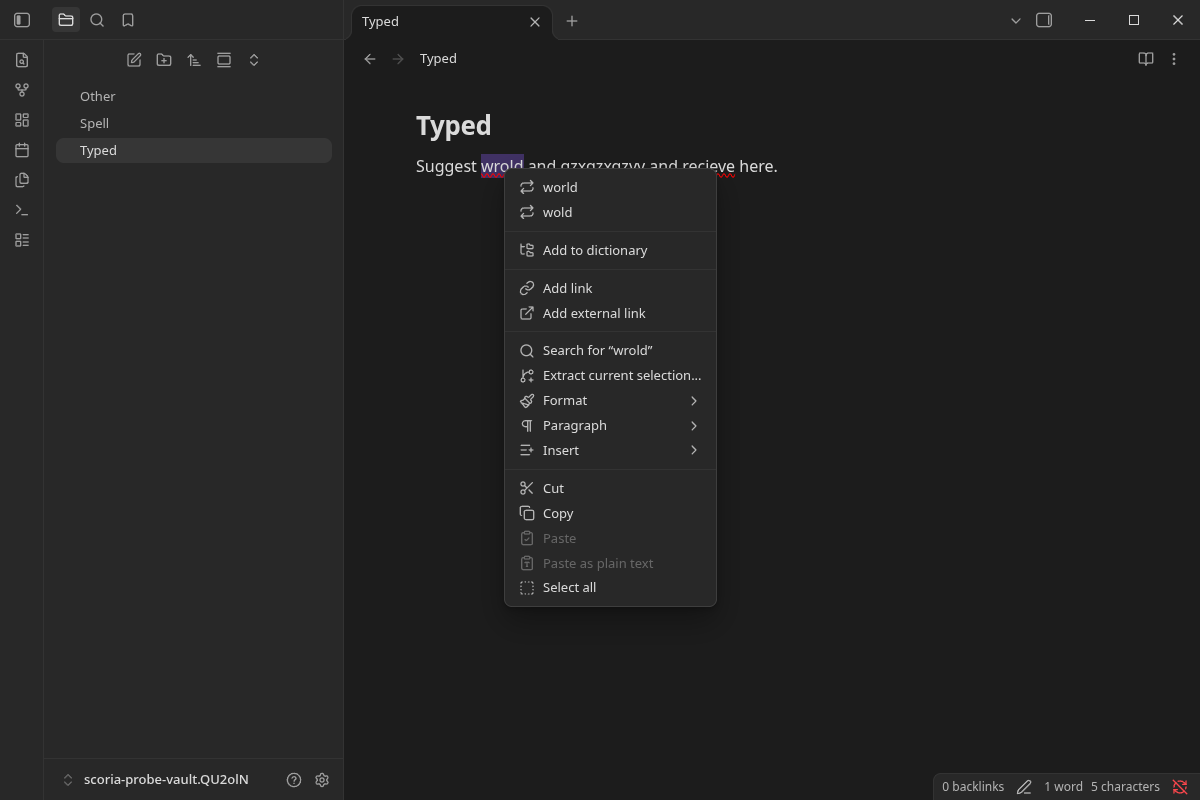 Typed
Typed
Other
Spell
Typed
Typed
Suggest wrold and qzxqzxqzvv and recieve here.
world
wold
Add to dictionary
Add link
Add external link
Search for “wrold”
Extract current selection...
Format
Paragraph
Insert
Cut
Copy
Paste
Paste as plain text
Select all
scoria-probe-vault.QU2olN
0 backlinks
1 word
5 characters